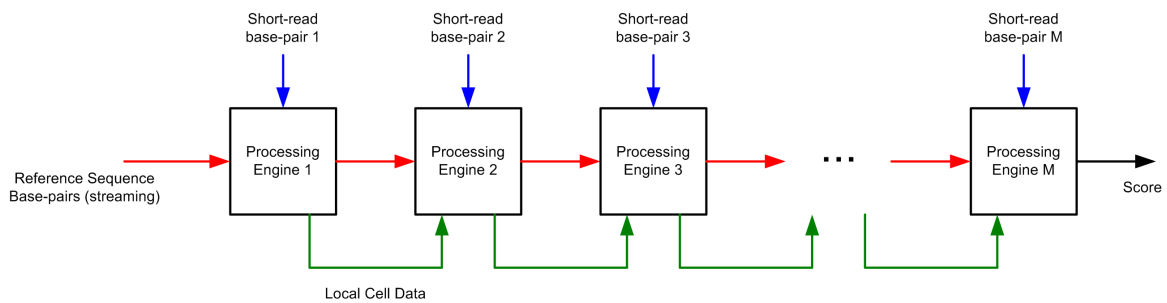 Short-read
base-pair 1
Short-read
base-pair 2
Short-read
base-pair 3
Short-read
base-pair M
Processing
Engine 1
Processing
Engine 2
Processing
Engine 3
...
Processing
Engine M
Reference Sequence
Base-pairs (streaming)
Score
Local Cell Data